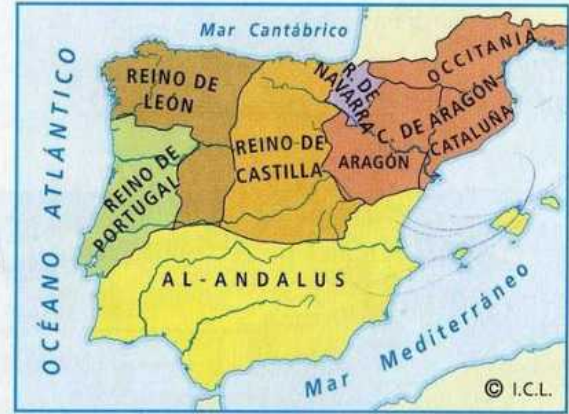 Mar Cantábrico
OCÉANO ATLÁNTICO
REINO DE
LEÓN
R. DE
NAVARRA
OCCITANIA
C. DE ARAGÓN-
CATALUÑA
REINO DE
CASTILLA
ARAGÓN
REINO DE
PORTUGAL
AL-ANDALUS
Mar Mediterráneo
© I.C.L.